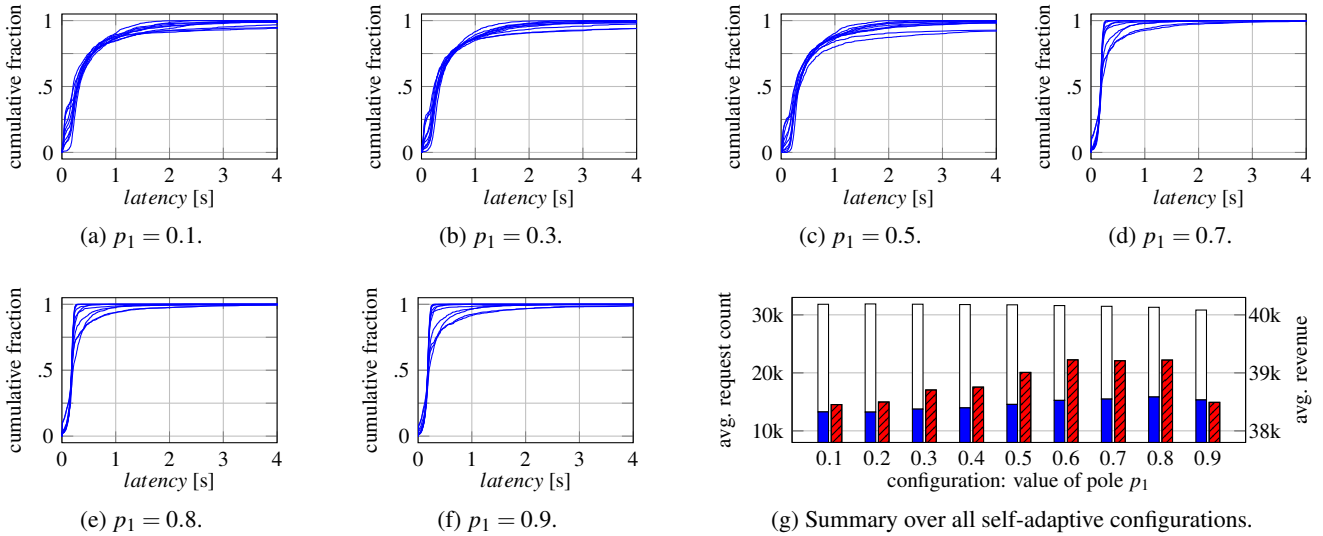 cumulative fraction
1
.5
0
0 1 2 3 4
latency [s]
(a) p1 = 0.1.
cumulative fraction
1
.5
0
0 1 2 3 4
latency [s]
(b) p1 = 0.3.
cumulative fraction
1
.5
0
0 1 2 3 4
latency [s]
(c) p1 = 0.5.
cumulative fraction
1
.5
0
0 1 2 3 4
latency [s]
(d) p1 = 0.7.
cumulative fraction
1
.5
0
0 1 2 3 4
latency [s]
(e) p1 = 0.8.
cumulative fraction
1
.5
0
0 1 2 3 4
latency [s]
(f) p1 = 0.9.
avg. request count
30k
20k
10k
40k
39k
38k
avg. revenue
0.1 0.2 0.3 0.4 0.5 0.6 0.7 0.8 0.9
configuration: value of pole p1
(g) Summary over all self-adaptive configurations.